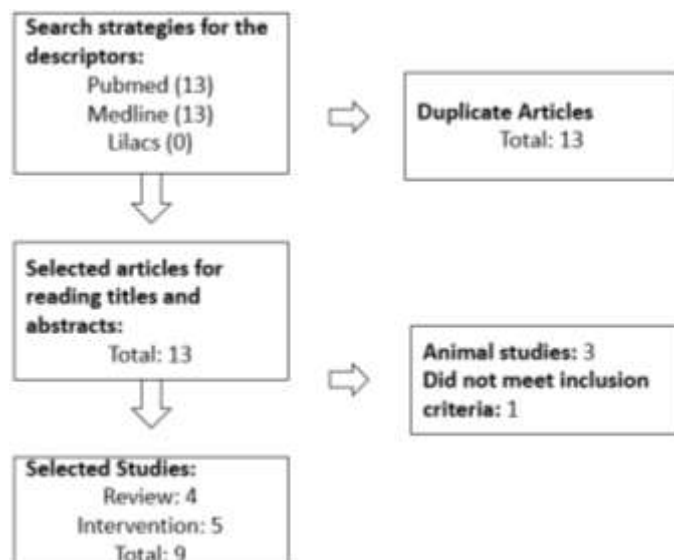 Search strategies for the
descriptors:
Pubmed (13)
Medline (13)
Lilacs (0)
Duplicate Articles
Total: 13
Selected articles for
reading titles and
abstracts:
Total: 13
Animal studies: 3
Did not meet inclusion
criteria: 1
Selected Studies:
Review: 4
Intervention: 5
Total: 9